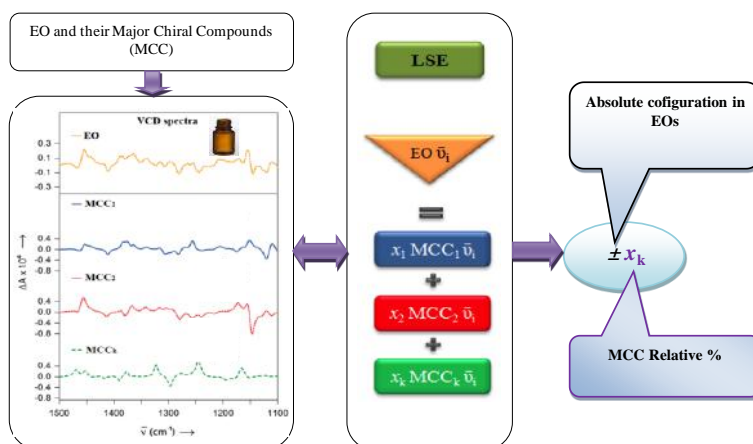 EO and their Major Chiral Compounds
(MCC)
VCD spectra
EO
0.3
0.1
-0.1
-0.3
MCC₁
0.4
0.0
-0.4
-0.8
MCC₂
0.4
0.0
-0.4
-0.8
MCCₖ
0.4
0.0
-0.4
-0.8
ΔA x 10⁴ →
1500 1400 1300 1200 1100
ν̄ (cm⁻¹) →
LSE
EO ῡᵢ
=
x₁ MCC₁ ῡᵢ
+
x₂ MCC₂ ῡᵢ
+
xₖ MCCₖ ῡᵢ
Absolute cofiguration in
EOs
± xₖ
MCC Relative %